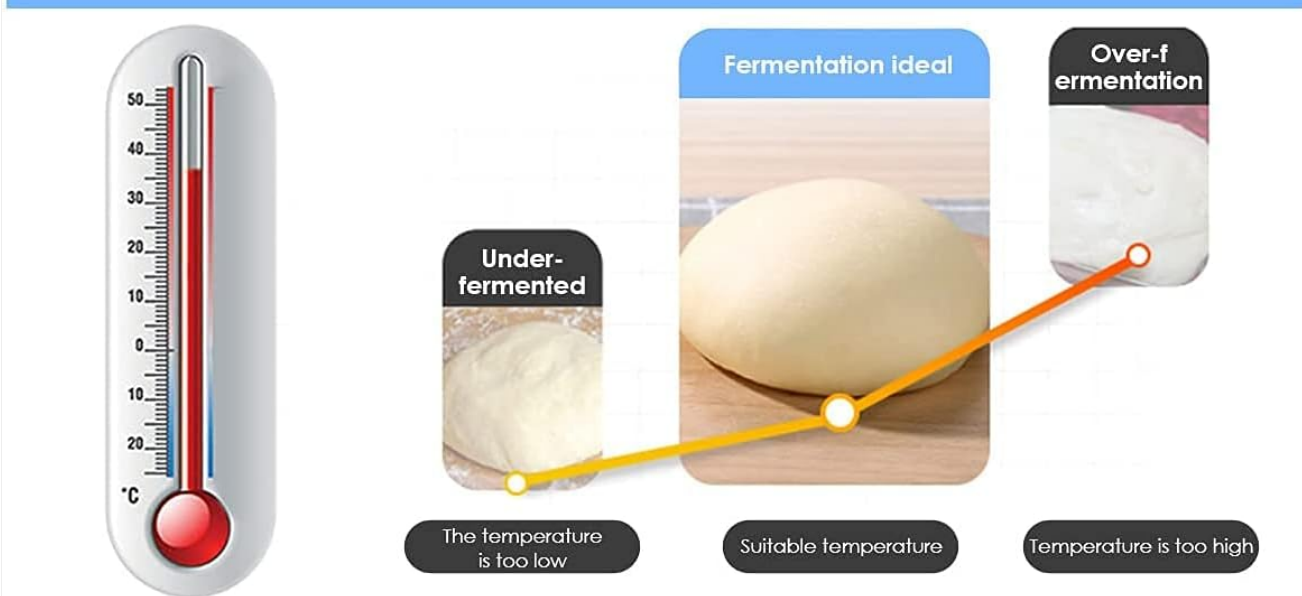 50
40
30
20
10
0
10
20
°C
Under-
fermented
Fermentation ideal
Over-f
ermentation
The temperature
is too low
Suitable temperature
Temperature is too high